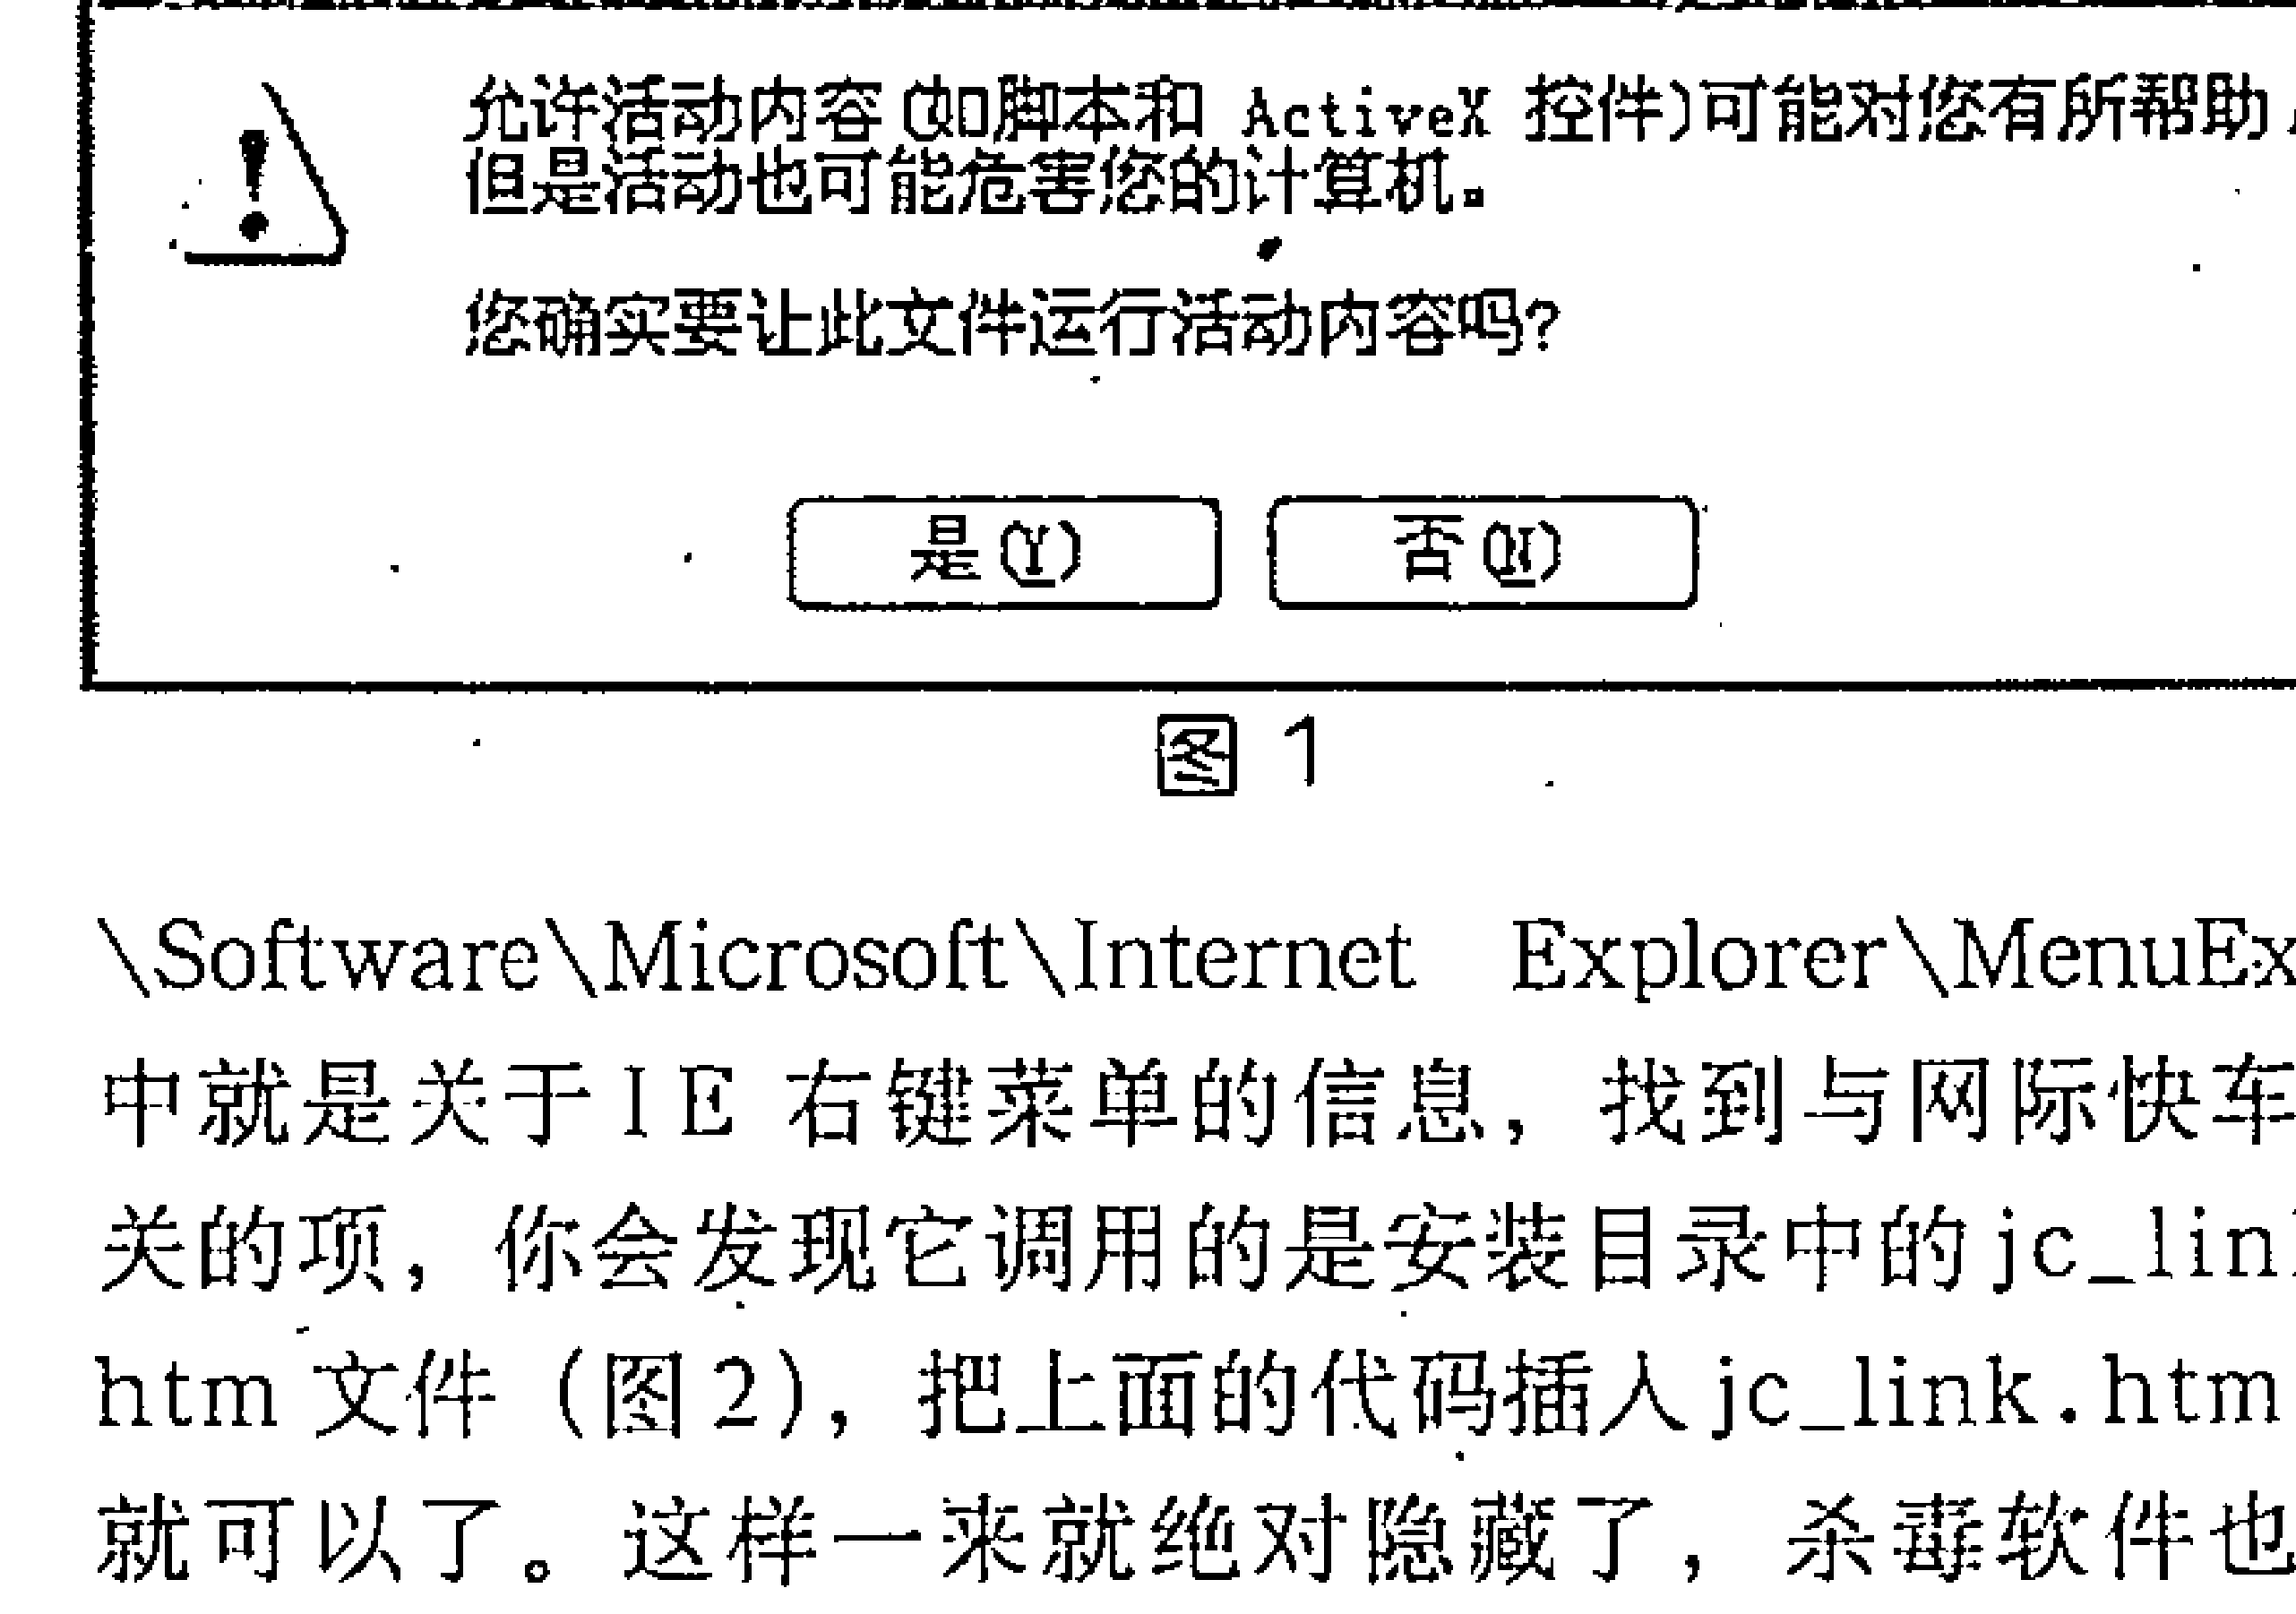 允许活动内容(如脚本和 ActiveX 控件)可能对您有所帮助,
但是活动也可能危害您的计算机。
您确实要让此文件运行活动内容吗?
是(Y) 否(N)
图 1
\Software\Microsoft\Internet Explorer\MenuEx
中就是关于IE 右键菜单的信息，找到与网际快车
关的项，你会发现它调用的是安装目录中的jc_lin
htm 文件（图2），把上面的代码插入jc_link.htm
就可以了。这样一来就绝对隐藏了，杀毒软件也